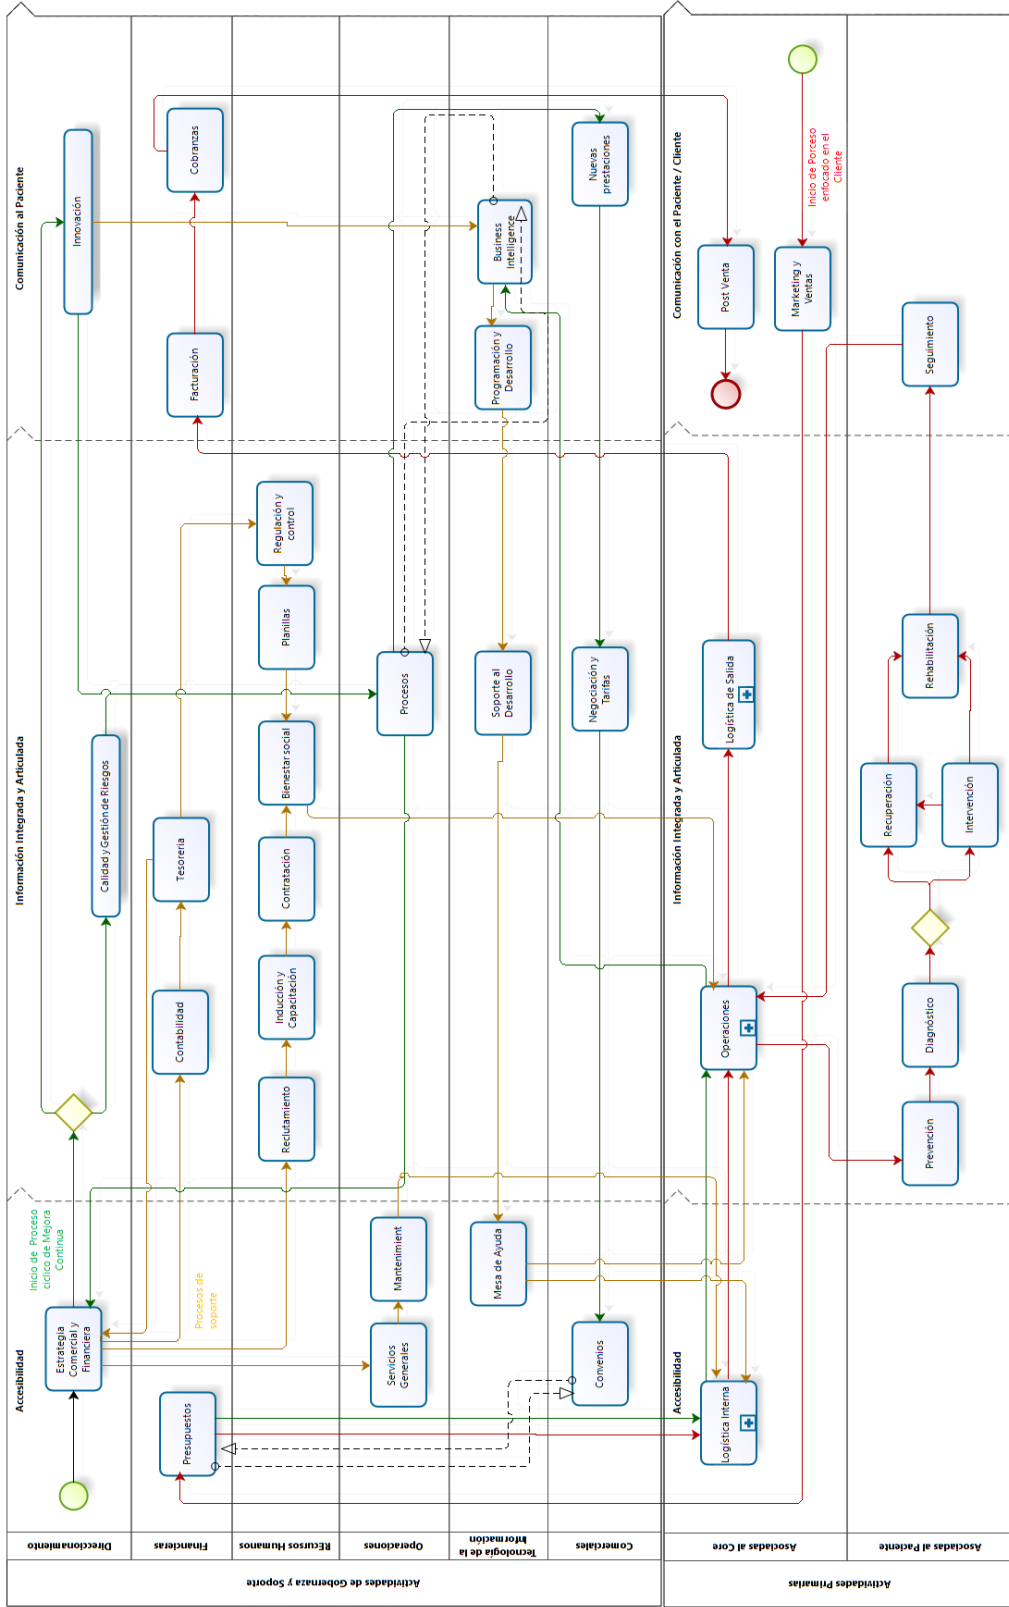 Accesibilidad
Información Integrada y Articulada
Comunicación al Paciente
Inicio de Proceso
ciclico de Mejora
Continua
Estrategia
Comercial y
Financiera
Calidad y Gestión de Riesgos
Innovación
Procesos de
soporte
Presupuestos
Contabilidad
Tesoreria
Facturación
Cobranzas
Reclutamiento
Inducción y
Capacitación
Contratación
Bienestar social
Planillas
Regulación y
control
Servicios
Generales
Mantenimient
Procesos
Mesa de Ayuda
Soporte al
Desarrollo
Programación y
Desarrollo
Business
Intelligence
Convenios
Negociación y
Tarifas
Nuevas
prestaciones
Accesibilidad
Información Integrada y Articulada
Comunicación con el Paciente / Cliente
Logística Interna
Operaciones
Logística de Salida
Post Venta
Marketing y
Ventas
Inicio de Porceso
enfocado en el
Cliente
Prevención
Diagnóstico
Recuperación
Intervención
Rehabilitación
Seguimiento
Direccionamiento
Financieras
REcursos Humanos
Operaciones
Tecnología de la
Información
Comerciales
Actividades de Gobernaza y Soporte
Asociadas al Core
Asociadas al Paciente
Actividades Primarias